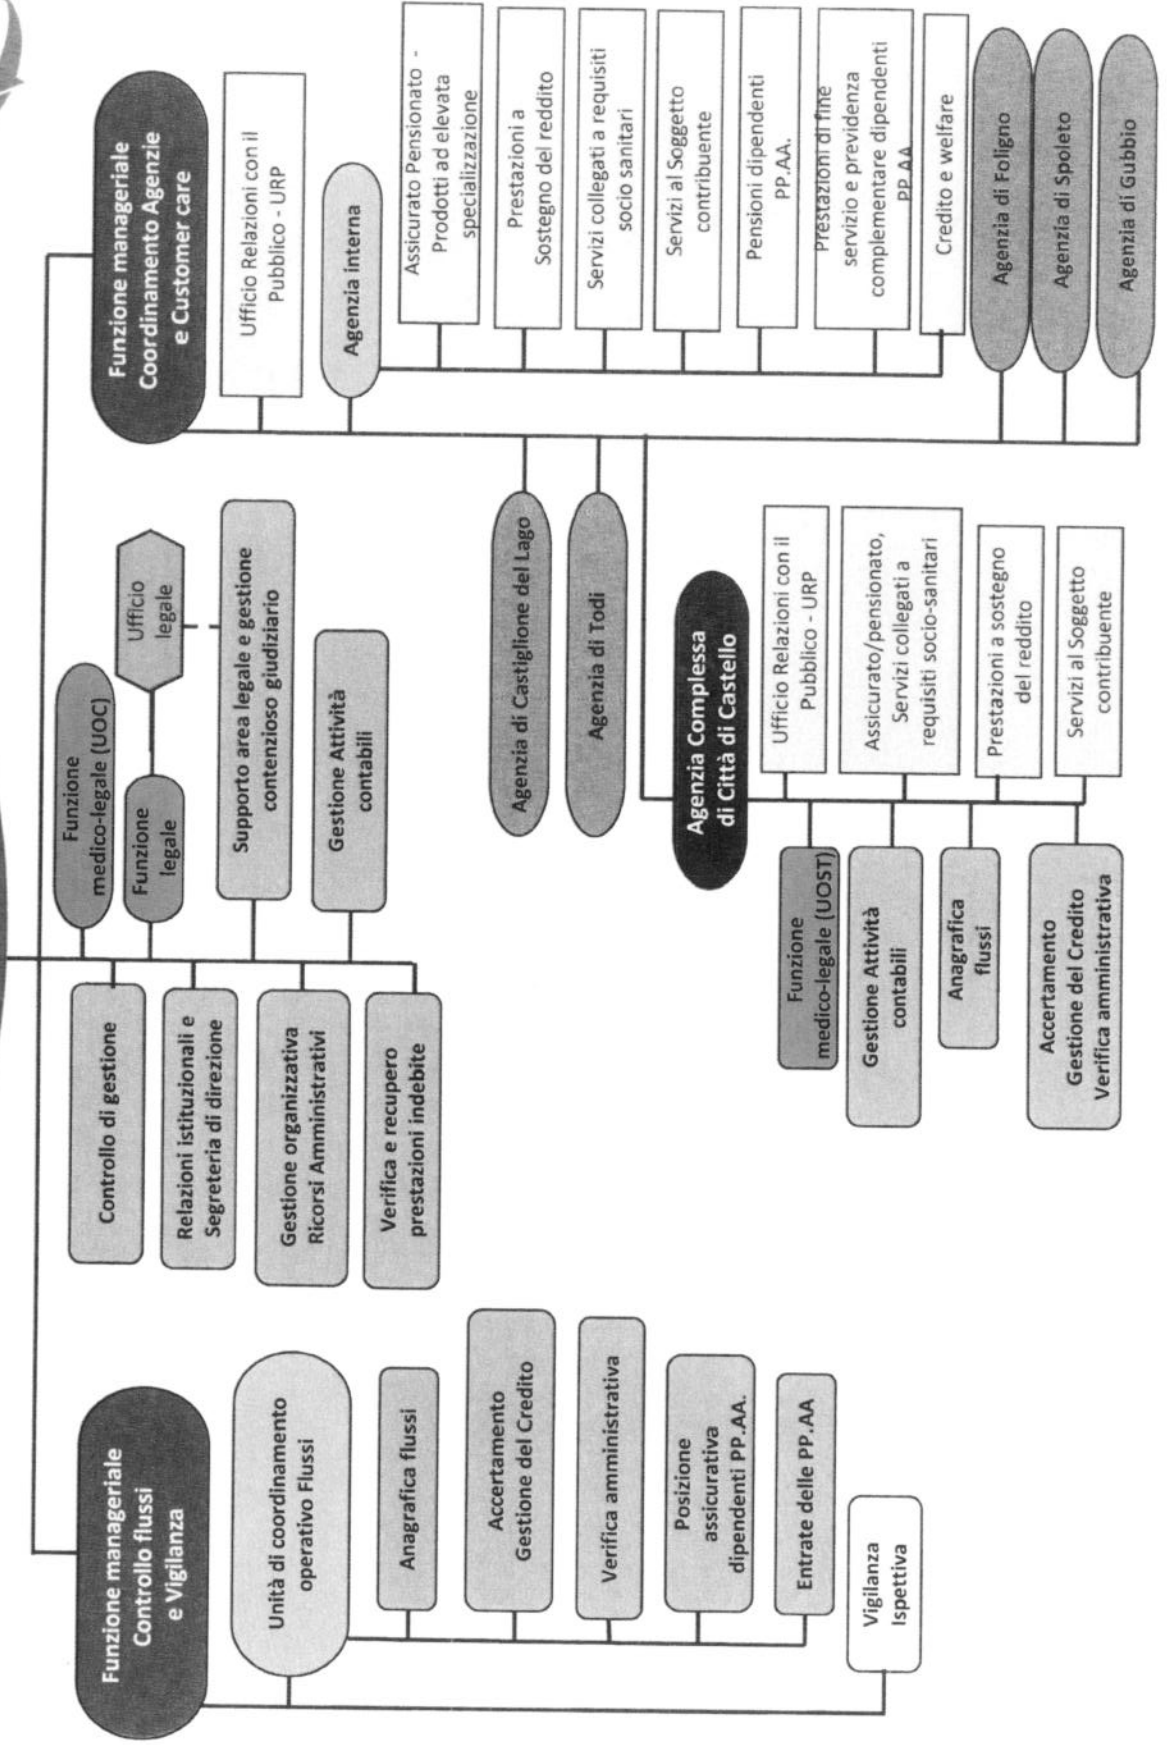 Funzione manageriale
Controllo flussi
e Vigilanza
Unità di coordinamento
operativo Flussi
Anagrafica flussi
Accertamento
Gestione del Credito
Verifica amministrativa
Posizione
assicurativa
dipendenti PP.AA.
Entrate delle PP.AA
Vigilanza
Ispettiva
Controllo di gestione
Relazioni istituzionali e
Segreteria di direzione
Gestione organizzativa
Ricorsi Amministrativi
Verifica e recupero
prestazioni indebite
Funzione
medico-legale (UOC)
Funzione
legale
Ufficio
legale
Supporto area legale e gestione
contenzioso giudiziario
Gestione Attività
contabili
Funzione manageriale
Coordinamento Agenzie
e Customer care
Ufficio Relazioni con il
Pubblico - URP
Agenzia interna
Assicurato Pensionato -
Prodotti ad elevata
specializzazione
Prestazioni a
Sostegno del reddito
Servizi collegati a requisiti
socio sanitari
Servizi al Soggetto
contribuente
Pensioni dipendenti
PP.AA.
Prestazioni di fine
servizio e previdenza
complementare dipendenti
PP.AA
Credito e welfare
Agenzia di Foligno
Agenzia di Spoleto
Agenzia di Gubbio
Agenzia di Castiglione del Lago
Agenzia di Todi
Agenzia Complessa
di Città di Castello
Funzione
medico-legale (UOST)
Gestione Attività
contabili
Anagrafica
flussi
Accertamento
Gestione del Credito
Verifica amministrativa
Ufficio Relazioni con il
Pubblico - URP
Assicurato/pensionato,
Servizi collegati a
requisiti socio-sanitari
Prestazioni a sostegno
del reddito
Servizi al Soggetto
contribuente